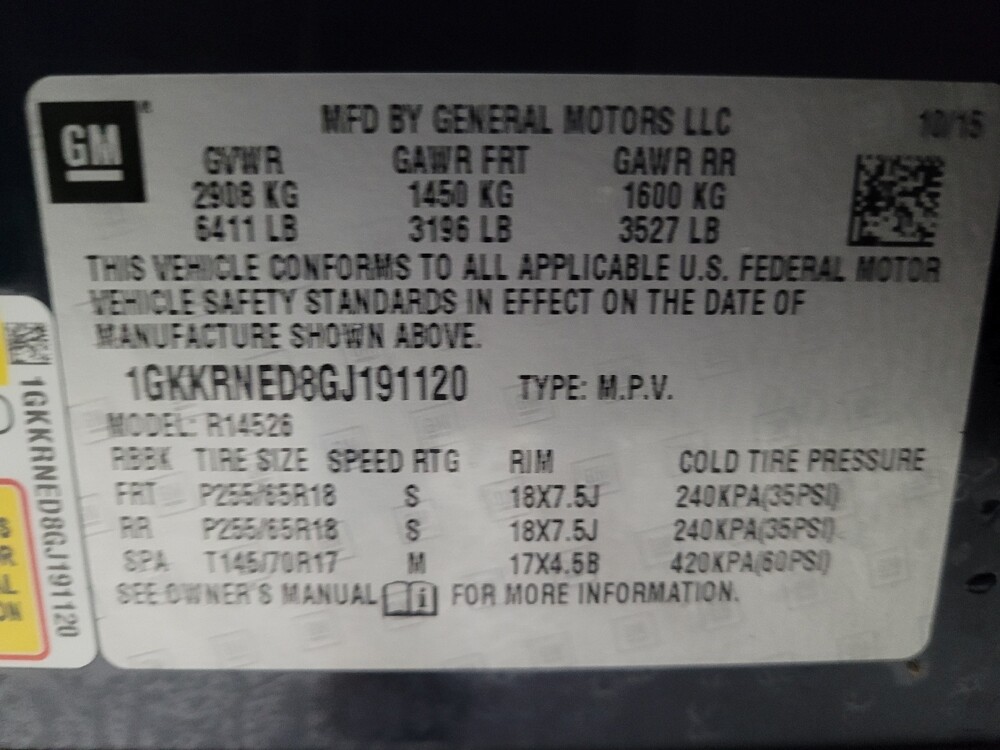 GM
MFD BY GENERAL MOTORS LLC 10/15
GVWR GAWR FRT GAWR RR
2908 KG 1450 KG 1600 KG
6411 LB 3196 LB 3527 LB
THIS VEHICLE CONFORMS TO ALL APPLICABLE U.S. FEDERAL MOTOR
VEHICLE SAFETY STANDARDS IN EFFECT ON THE DATE OF
MANUFACTURE SHOWN ABOVE.
1GKKRNED8GJ191120 TYPE: M.P.V.
MODEL: R14526
RBBK TIRE SIZE SPEED RTG RIM COLD TIRE PRESSURE
FRT P255/65R18 S 18X7.5J 240KPA(35PSI)
RR P255/65R18 S 18X7.5J 240KPA(35PSI)
SPA T145/70R17 M 17X4.5B 420KPA(60PSI)
SEE OWNER'S MANUAL FOR MORE INFORMATION.
1GKKRNED8GJ191120